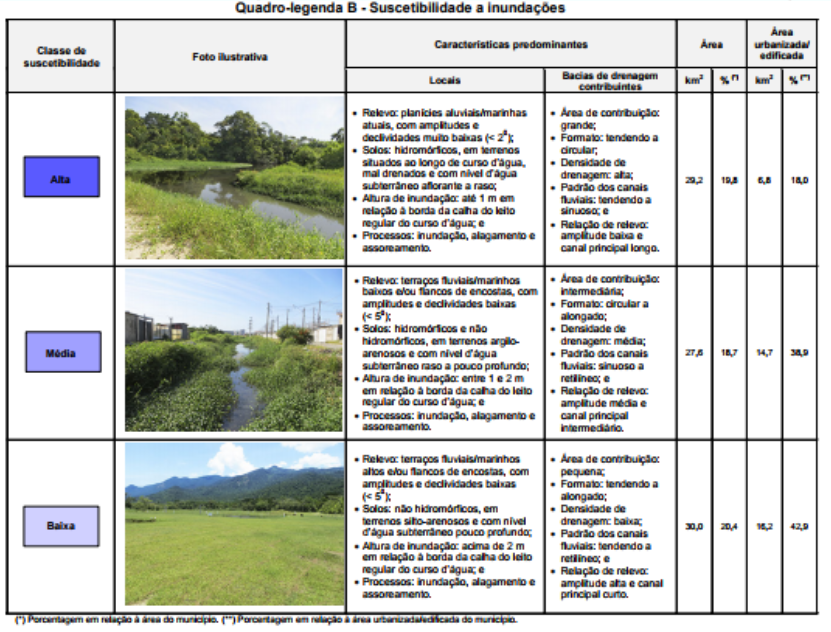 Quadro-legenda B - Suscetibilidade a inundações
Classe de
suscetibilidade
Foto ilustrativa
Características predominantes
Área
Área
urbanizada/
edificada
Locais
Bacias de drenagem
contribuintes
km²
% (*)
km²
% (**)
Alta
• Relevo: planícies aluviais/marinhas
atuais, com amplitudes e
declividades muito baixas (< 2°);
• Solos: hidromórficos, em terrenos
situados ao longo de curso d'água,
mal drenados e com nível d'água
subterrâneo aflorante a raso;
• Altura de inundação: até 1 m em
relação à borda da calha do leito
regular do curso d'água; e
• Processos: inundação, alagamento e
assoreamento.
• Área de contribuição:
grande;
• Formato: tendendo a
circular;
• Densidade de
drenagem: alta;
• Padrão dos canais
fluviais: tendendo a
sinuoso; e
• Relação de relevo:
amplitude baixa e
canal principal longo.
29,2
19,8
6,8
18,0
Média
• Relevo: terraços fluviais/marinhos
baixos e/ou flancos de encostas, com
amplitudes e declividades baixas
(< 5°);
• Solos: hidromórficos e não
hidromórficos, em terrenos argilo-
arenosos e com nível d'água
subterrâneo raso a pouco profundo;
• Altura de inundação: entre 1 e 2 m
em relação à borda da calha do leito
regular do curso d'água; e
• Processos: inundação, alagamento e
assoreamento.
• Área de contribuição:
intermediária;
• Formato: circular a
alongado;
• Densidade de
drenagem: média;
• Padrão dos canais
fluviais: sinuoso a
retilíneo; e
• Relação de relevo:
amplitude média e
canal principal
intermediário.
27,6
18,7
14,7
38,9
Baixa
• Relevo: terraços fluviais/marinhos
altos e/ou flancos de encostas, com
amplitudes e declividades baixas
(< 5°);
• Solos: não hidromórficos, em
terrenos silto-arenosos e com nível
d'água subterrâneo pouco profundo;
• Altura de inundação: acima de 2 m
em relação à borda da calha do leito
regular do curso d'água; e
• Processos: inundação, alagamento e
assoreamento.
• Área de contribuição:
pequena;
• Formato: tendendo a
alongado;
• Densidade de
drenagem: baixa;
• Padrão dos canais
fluviais: tendendo a
retilíneo; e
• Relação de relevo:
amplitude alta e canal
principal curto.
30,0
20,4
16,2
42,9
(*) Porcentagem em relação à área do município. (**) Porcentagem em relação à área urbanizada/edificada do município.